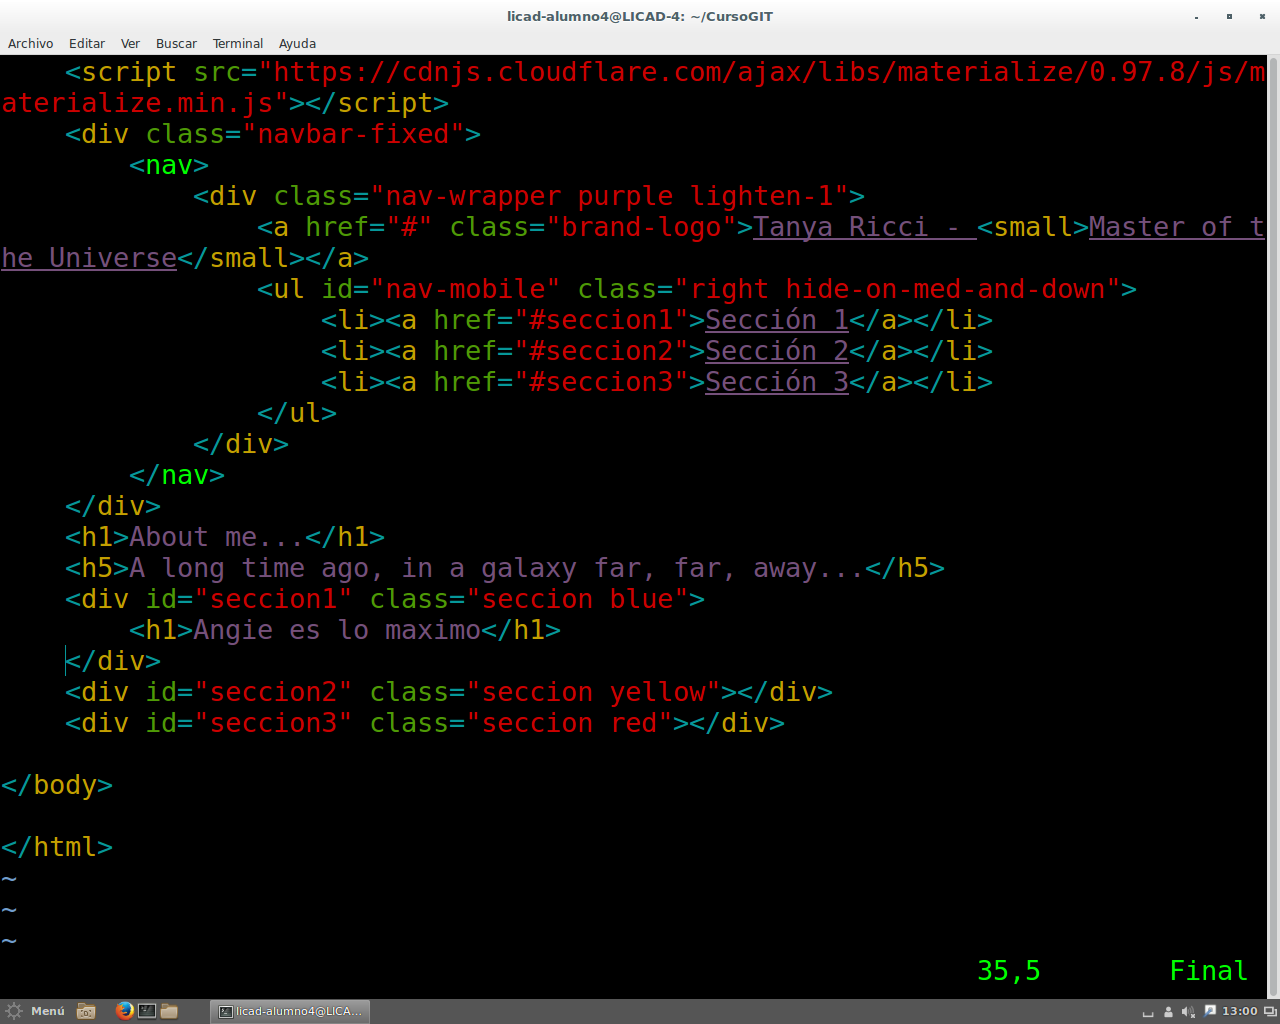 licad-alumno4@LICAD-4: ~/CursoGIT
Archivo Editar Ver Buscar Terminal Ayuda
    <script src="https://cdnjs.cloudflare.com/ajax/libs/materialize/0.97.8/js/m
aterialize.min.js"></script>
    <div class="navbar-fixed">
        <nav>
            <div class="nav-wrapper purple lighten-1">
                <a href="#" class="brand-logo">Tanya Ricci - <small>Master of t
he Universe</small></a>
                <ul id="nav-mobile" class="right hide-on-med-and-down">
                    <li><a href="#seccion1">Sección 1</a></li>
                    <li><a href="#seccion2">Sección 2</a></li>
                    <li><a href="#seccion3">Sección 3</a></li>
                </ul>
            </div>
        </nav>
    </div>
    <h1>About me...</h1>
    <h5>A long time ago, in a galaxy far, far, away...</h5>
    <div id="seccion1" class="seccion blue">
        <h1>Angie es lo maximo</h1>
    </div>
    <div id="seccion2" class="seccion yellow"></div>
    <div id="seccion3" class="seccion red"></div>
</body>
</html>
~
~
~
35,5 Final
Menú licad-alumno4@LICA... 13:00